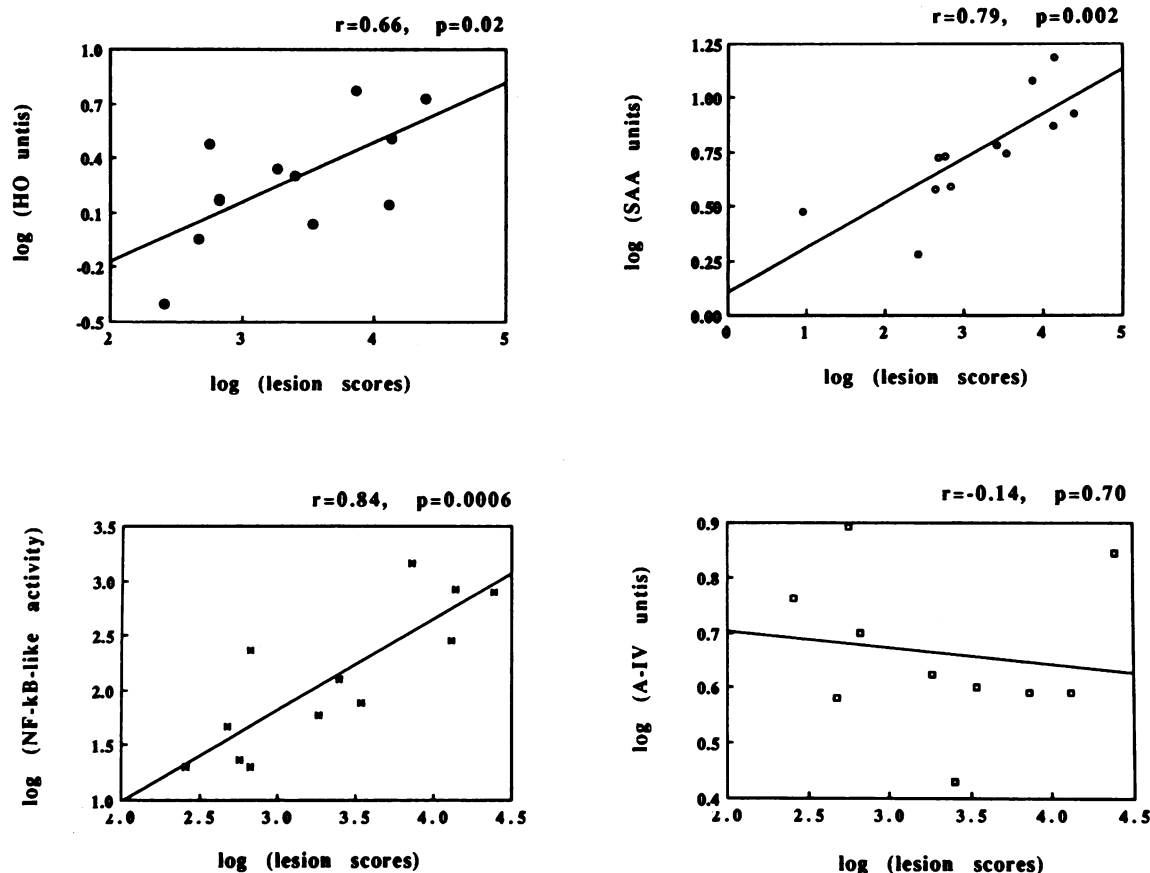 r=0.66, p=0.02
1.0
0.7
0.4
0.1
-0.2
-0.5
2 3 4 5
log (HO untis)
log (lesion scores)
r=0.79, p=0.002
1.25
1.00
0.75
0.50
0.25
0.00
0 1 2 3 4 5
log (SAA units)
log (lesion scores)
r=0.84, p=0.0006
3.5
3.0
2.5
2.0
1.5
1.0
2.0 2.5 3.0 3.5 4.0 4.5
log (NF-kB-like activity)
log (lesion scores)
r=-0.14, p=0.70
0.9
0.8
0.7
0.6
0.5
0.4
2.0 2.5 3.0 3.5 4.0 4.5
log (A-IV untis)
log (lesion scores)